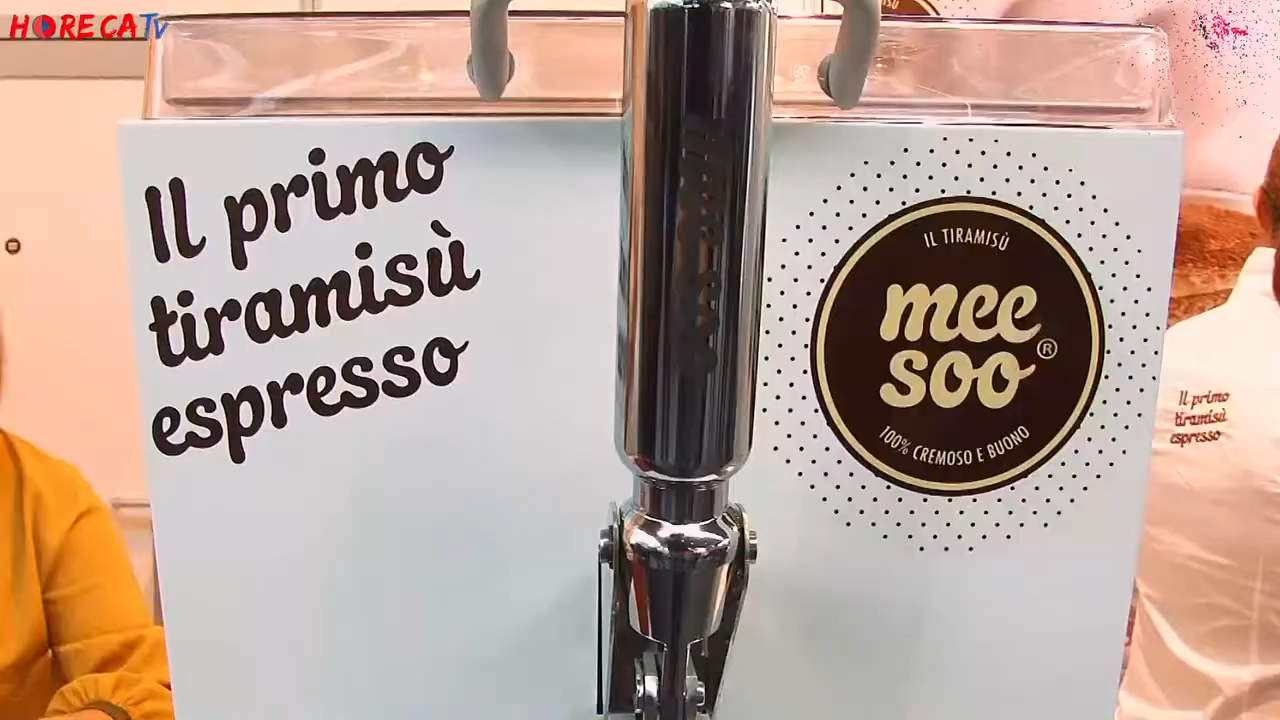 HORECATv
Il primo
tiramisù
espresso
IL TIRAMISÙ
mee
soo®
100% CREMOSO E BUONO
Il primo
tiramisù
espresso